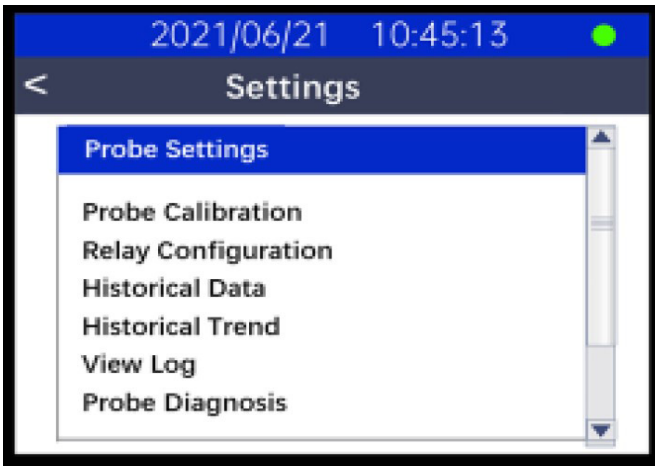 2021/06/21 10:45:13
< Settings
Probe Settings
Probe Calibration
Relay Configuration
Historical Data
Historical Trend
View Log
Probe Diagnosis